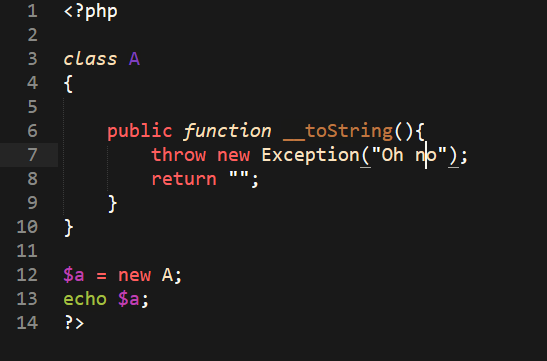 1 <?php
2
3 class A
4 {
5
6 public function __toString(){
7 throw new Exception("Oh no");
8 return "";
9 }
10 }
11
12 $a = new A;
13 echo $a;
14 ?>